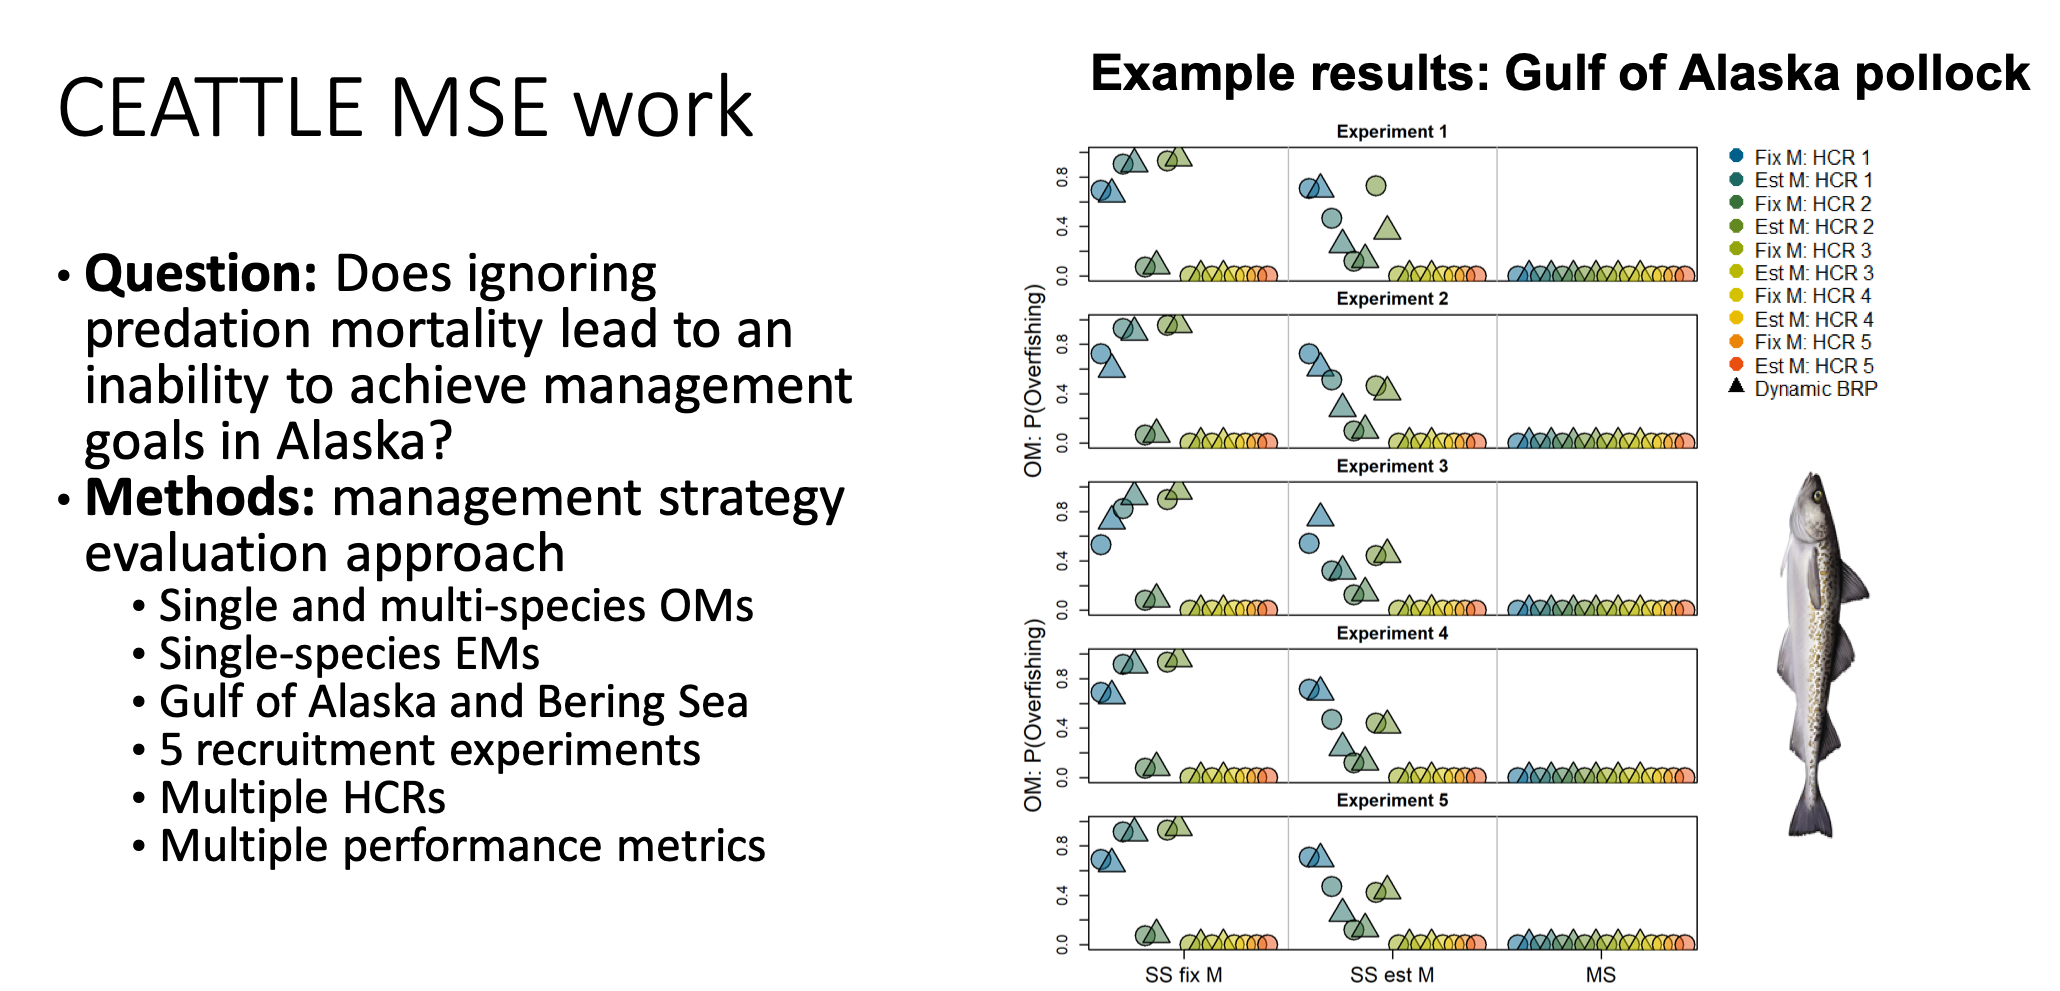 CEATTLE MSE work
• Question: Does ignoring
predation mortality lead to an
inability to achieve management
goals in Alaska?
• Methods: management strategy
evaluation approach
• Single and multi-species OMs
• Single-species EMs
• Gulf of Alaska and Bering Sea
• 5 recruitment experiments
• Multiple HCRs
• Multiple performance metrics
Example results: Gulf of Alaska pollock
Experiment 1
0.8
0.4
0.0
Experiment 2
0.8
0.4
0.0
OM: P(Overfishing)
Experiment 3
0.8
0.4
0.0
Experiment 4
0.8
0.4
0.0
OM: P(Overfishing)
Experiment 5
0.8
0.4
0.0
SS fix M
SS est M
MS
Fix M: HCR 1
Est M: HCR 1
Fix M: HCR 2
Est M: HCR 2
Fix M: HCR 3
Est M: HCR 3
Fix M: HCR 4
Est M: HCR 4
Fix M: HCR 5
Est M: HCR 5
Dynamic BRP